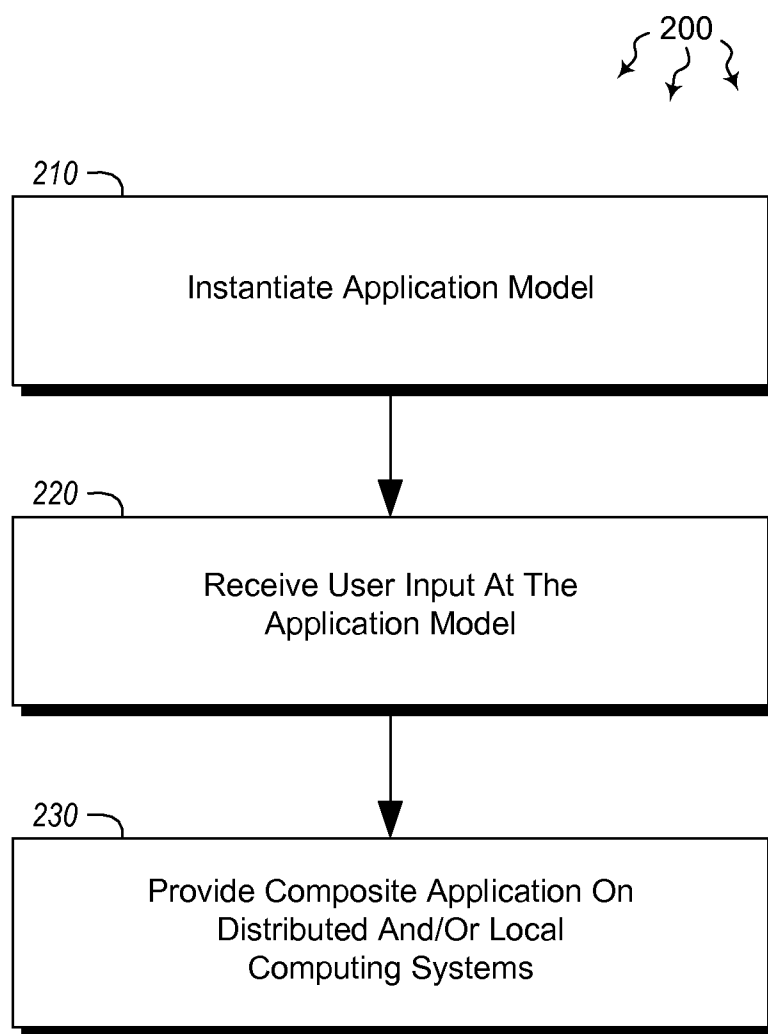 200
210
Instantiate Application Model
220
Receive User Input At The
Application Model
230
Provide Composite Application On
Distributed And/Or Local
Computing Systems